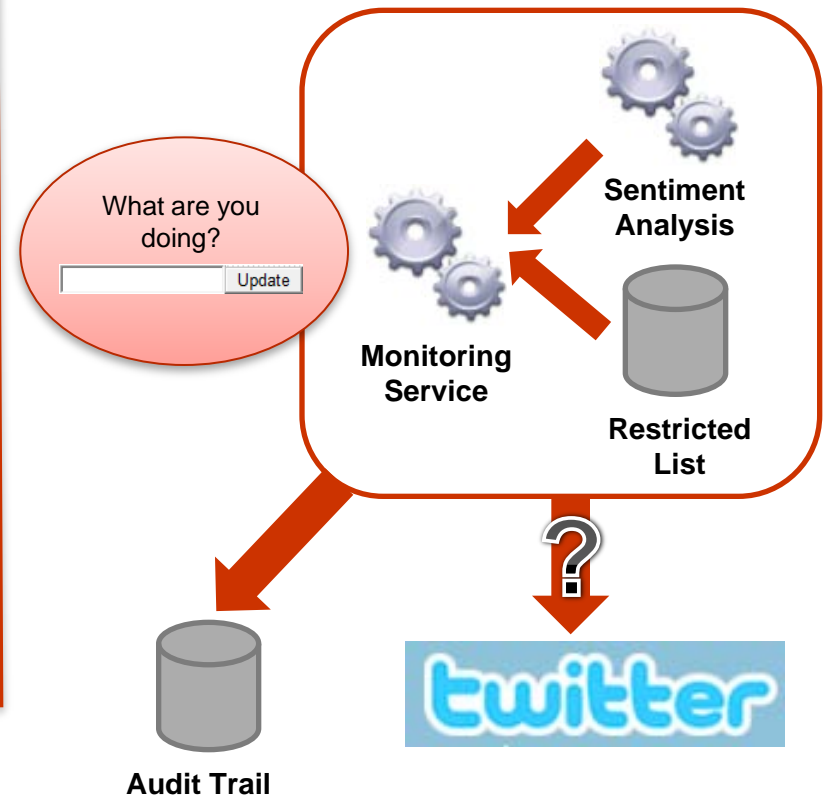 What are you
doing?
Update
Sentiment
Analysis
Monitoring
Service
Restricted
List
?
twitter
Audit Trail